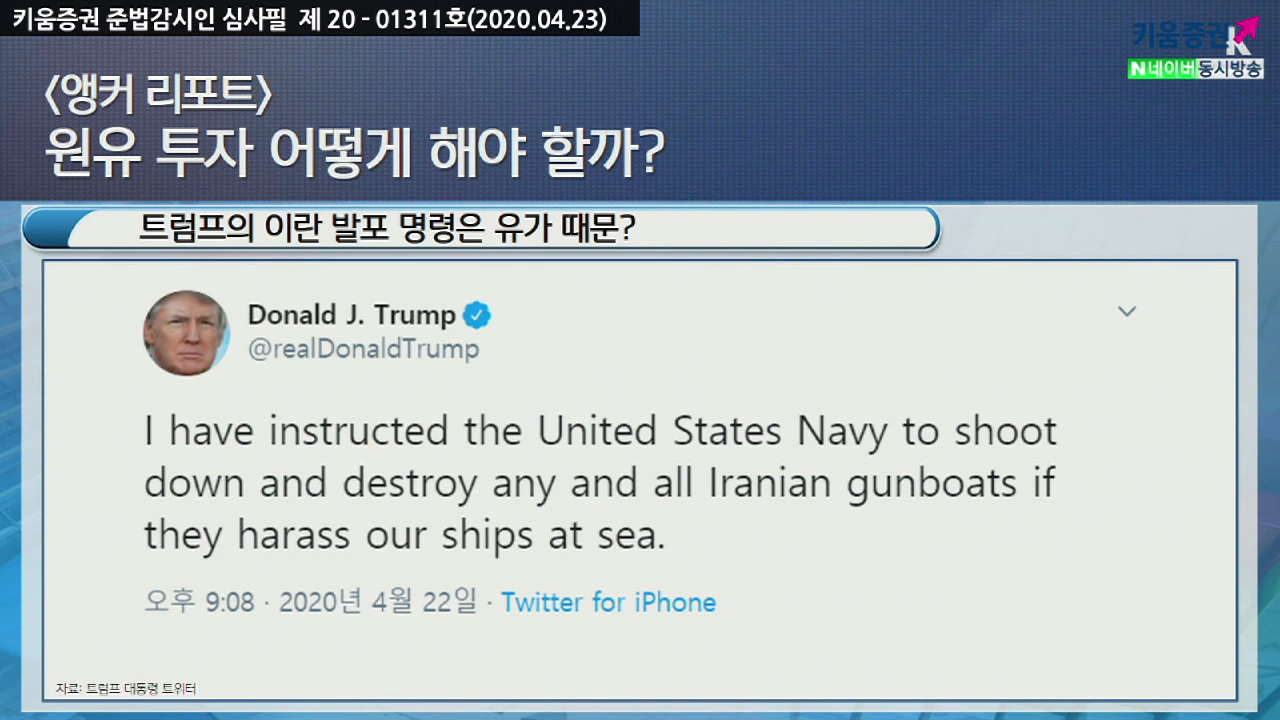 키움증권 준법감시인 심사필 제 20 - 01311호(2020.04.23)
키움증권
N네이버동시방송
<앵커 리포트>
원유 투자 어떻게 해야 할까?
트럼프의 이란 발포 명령은 유가 때문?
Donald J. Trump
@realDonaldTrump
I have instructed the United States Navy to shoot
down and destroy any and all Iranian gunboats if
they harass our ships at sea.
오후 9:08 · 2020년 4월 22일 · Twitter for iPhone
자료: 트럼프 대통령 트위터